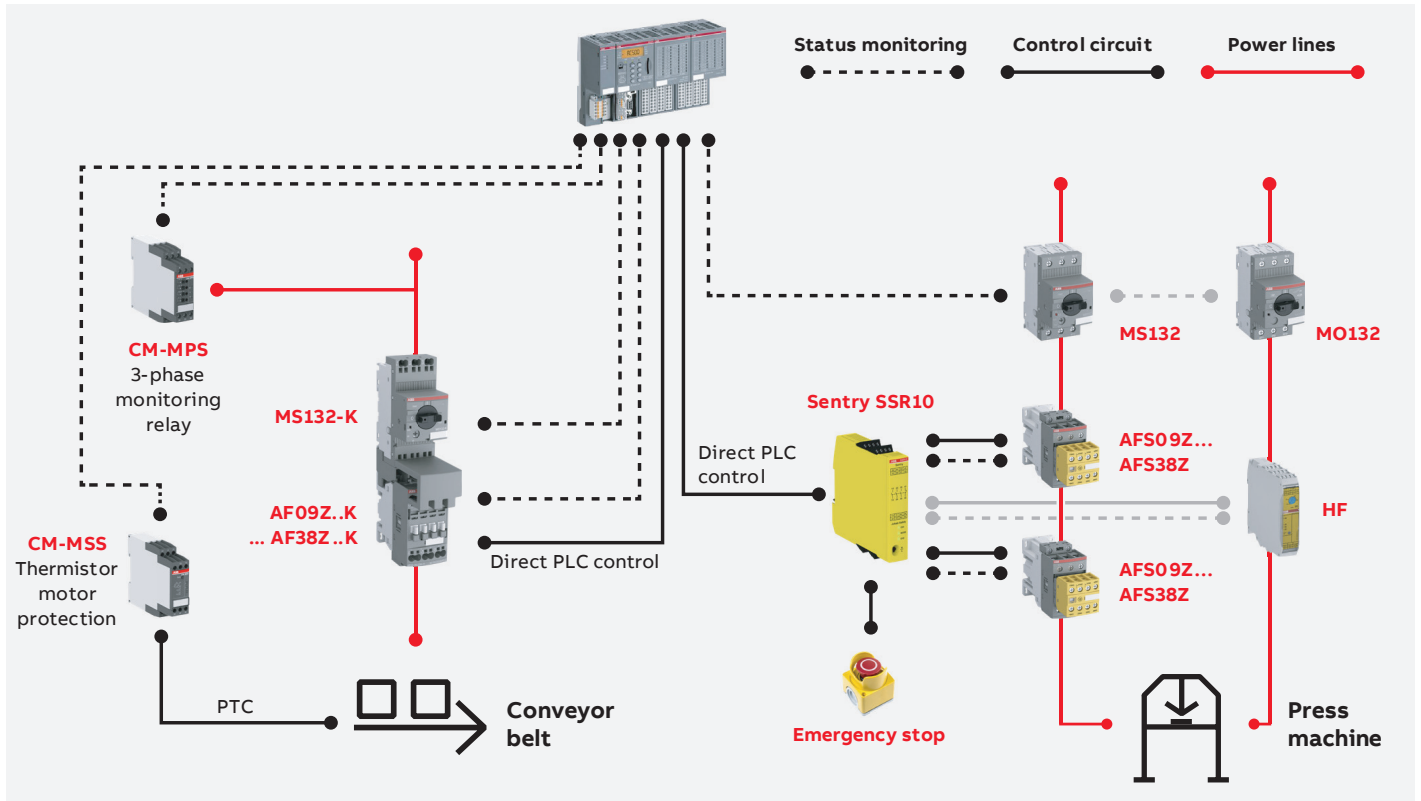 Status monitoring
Control circuit
Power lines
CM-MPS
3-phase
monitoring
relay
MS132-K
AF09Z..K
... AF38Z..K
Direct PLC control
CM-MSS
Thermistor
motor
protection
PTC
Conveyor
belt
Direct PLC
control
Sentry SSR10
Emergency stop
MS132
MO132
AFS09Z...
AFS38Z
HF
AFS09Z...
AFS38Z
Press
machine